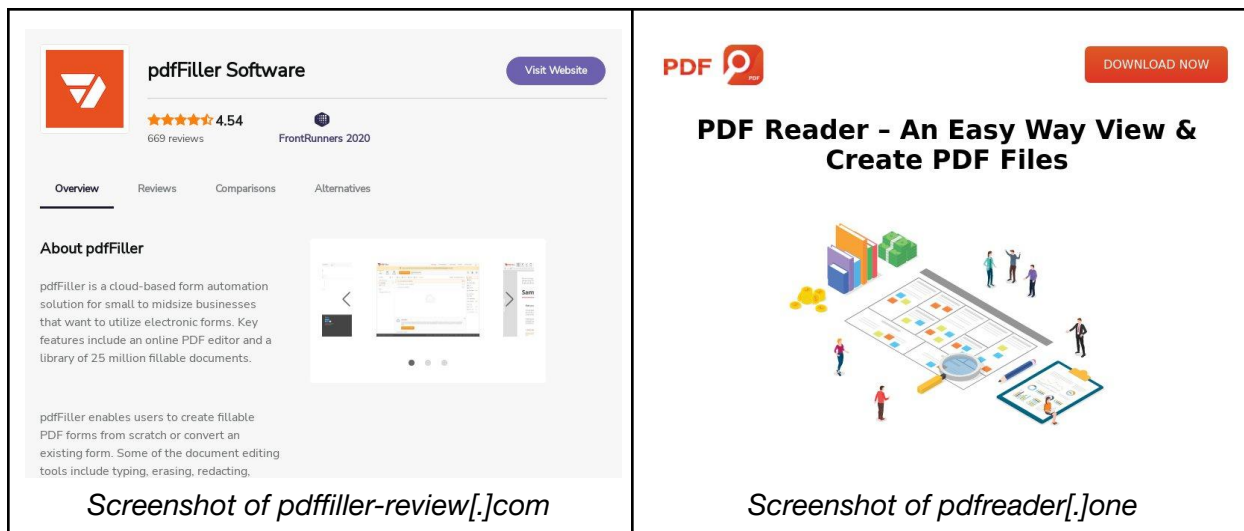 pdfFiller Software
Visit Website
4.54
669 reviews
FrontRunners 2020
Overview Reviews Comparisons Alternatives
About pdfFiller
pdfFiller is a cloud-based form automation
solution for small to midsize businesses
that want to utilize electronic forms. Key
features include an online PDF editor and a
library of 25 million fillable documents.
pdfFiller enables users to create fillable
PDF forms from scratch or convert an
existing form. Some of the document editing
tools include typing, erasing, redacting,
Screenshot of pdffiller-review[.]com
PDF
PDF
DOWNLOAD NOW
PDF Reader – An Easy Way View &
Create PDF Files
Screenshot of pdfreader[.]one